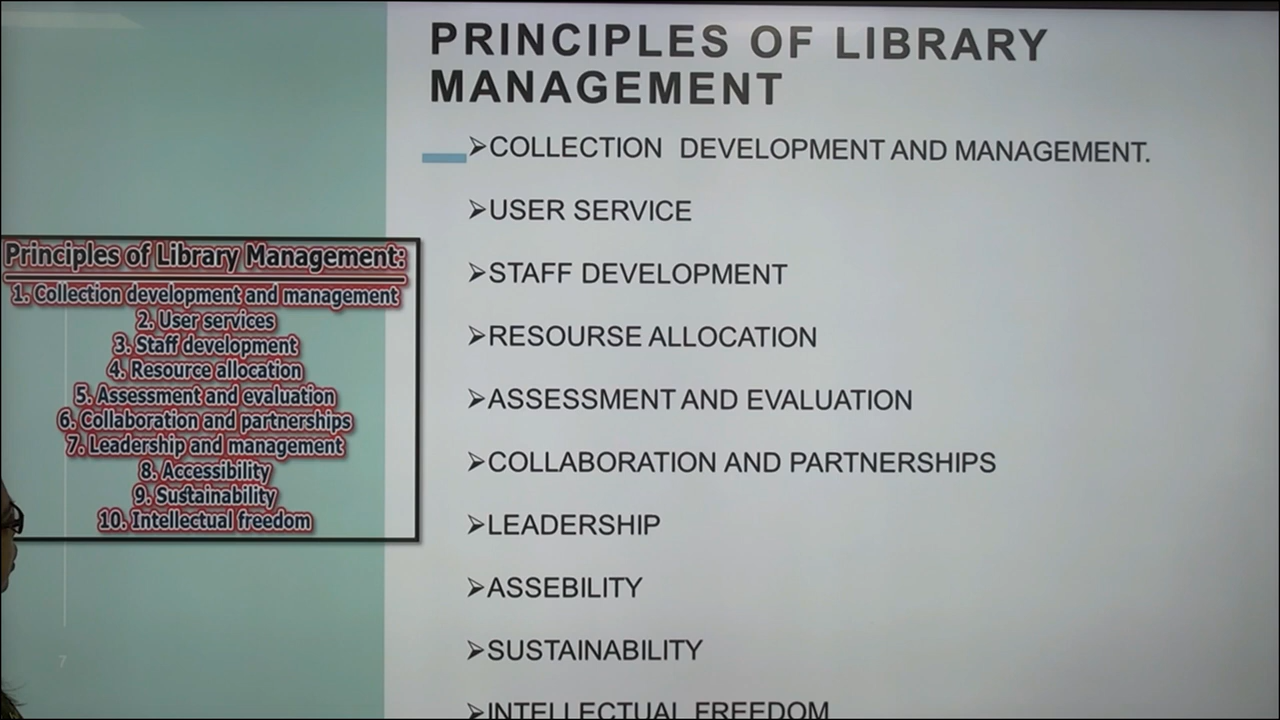 PRINCIPLES OF LIBRARY
MANAGEMENT
➢COLLECTION DEVELOPMENT AND MANAGEMENT.
➢USER SERVICE
➢STAFF DEVELOPMENT
➢RESOURSE ALLOCATION
➢ASSESSMENT AND EVALUATION
➢COLLABORATION AND PARTNERSHIPS
➢LEADERSHIP
➢ASSEBILITY
➢SUSTAINABILITY
➢INTELLECTUAL FREEDOM
Principles of Library Management:
1. Collection development and management
2. User services
3. Staff development
4. Resource allocation
5. Assessment and evaluation
6. Collaboration and partnerships
7. Leadership and management
8. Accessibility
9. Sustainability
10. Intellectual freedom
7